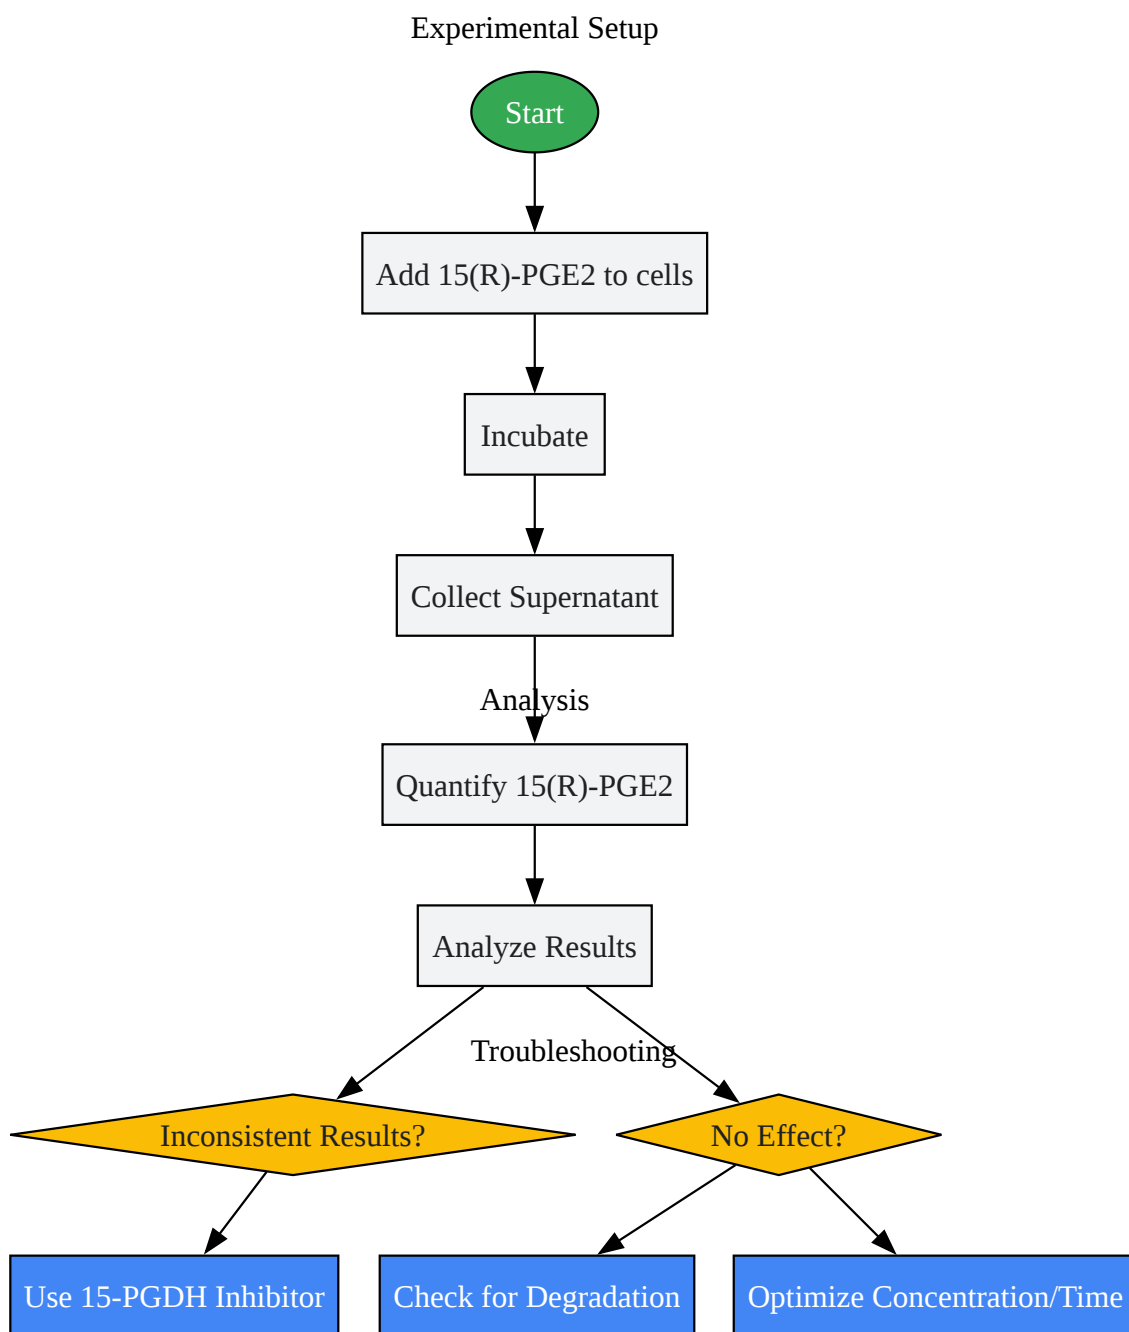 Experimental Setup
Start
Add 15(R)-PGE2 to cells
Incubate
Collect Supernatant
Analysis
Quantify 15(R)-PGE2
Analyze Results
Troubleshooting
Inconsistent Results?
No Effect?
Use 15-PGDH Inhibitor
Check for Degradation
Optimize Concentration/Time